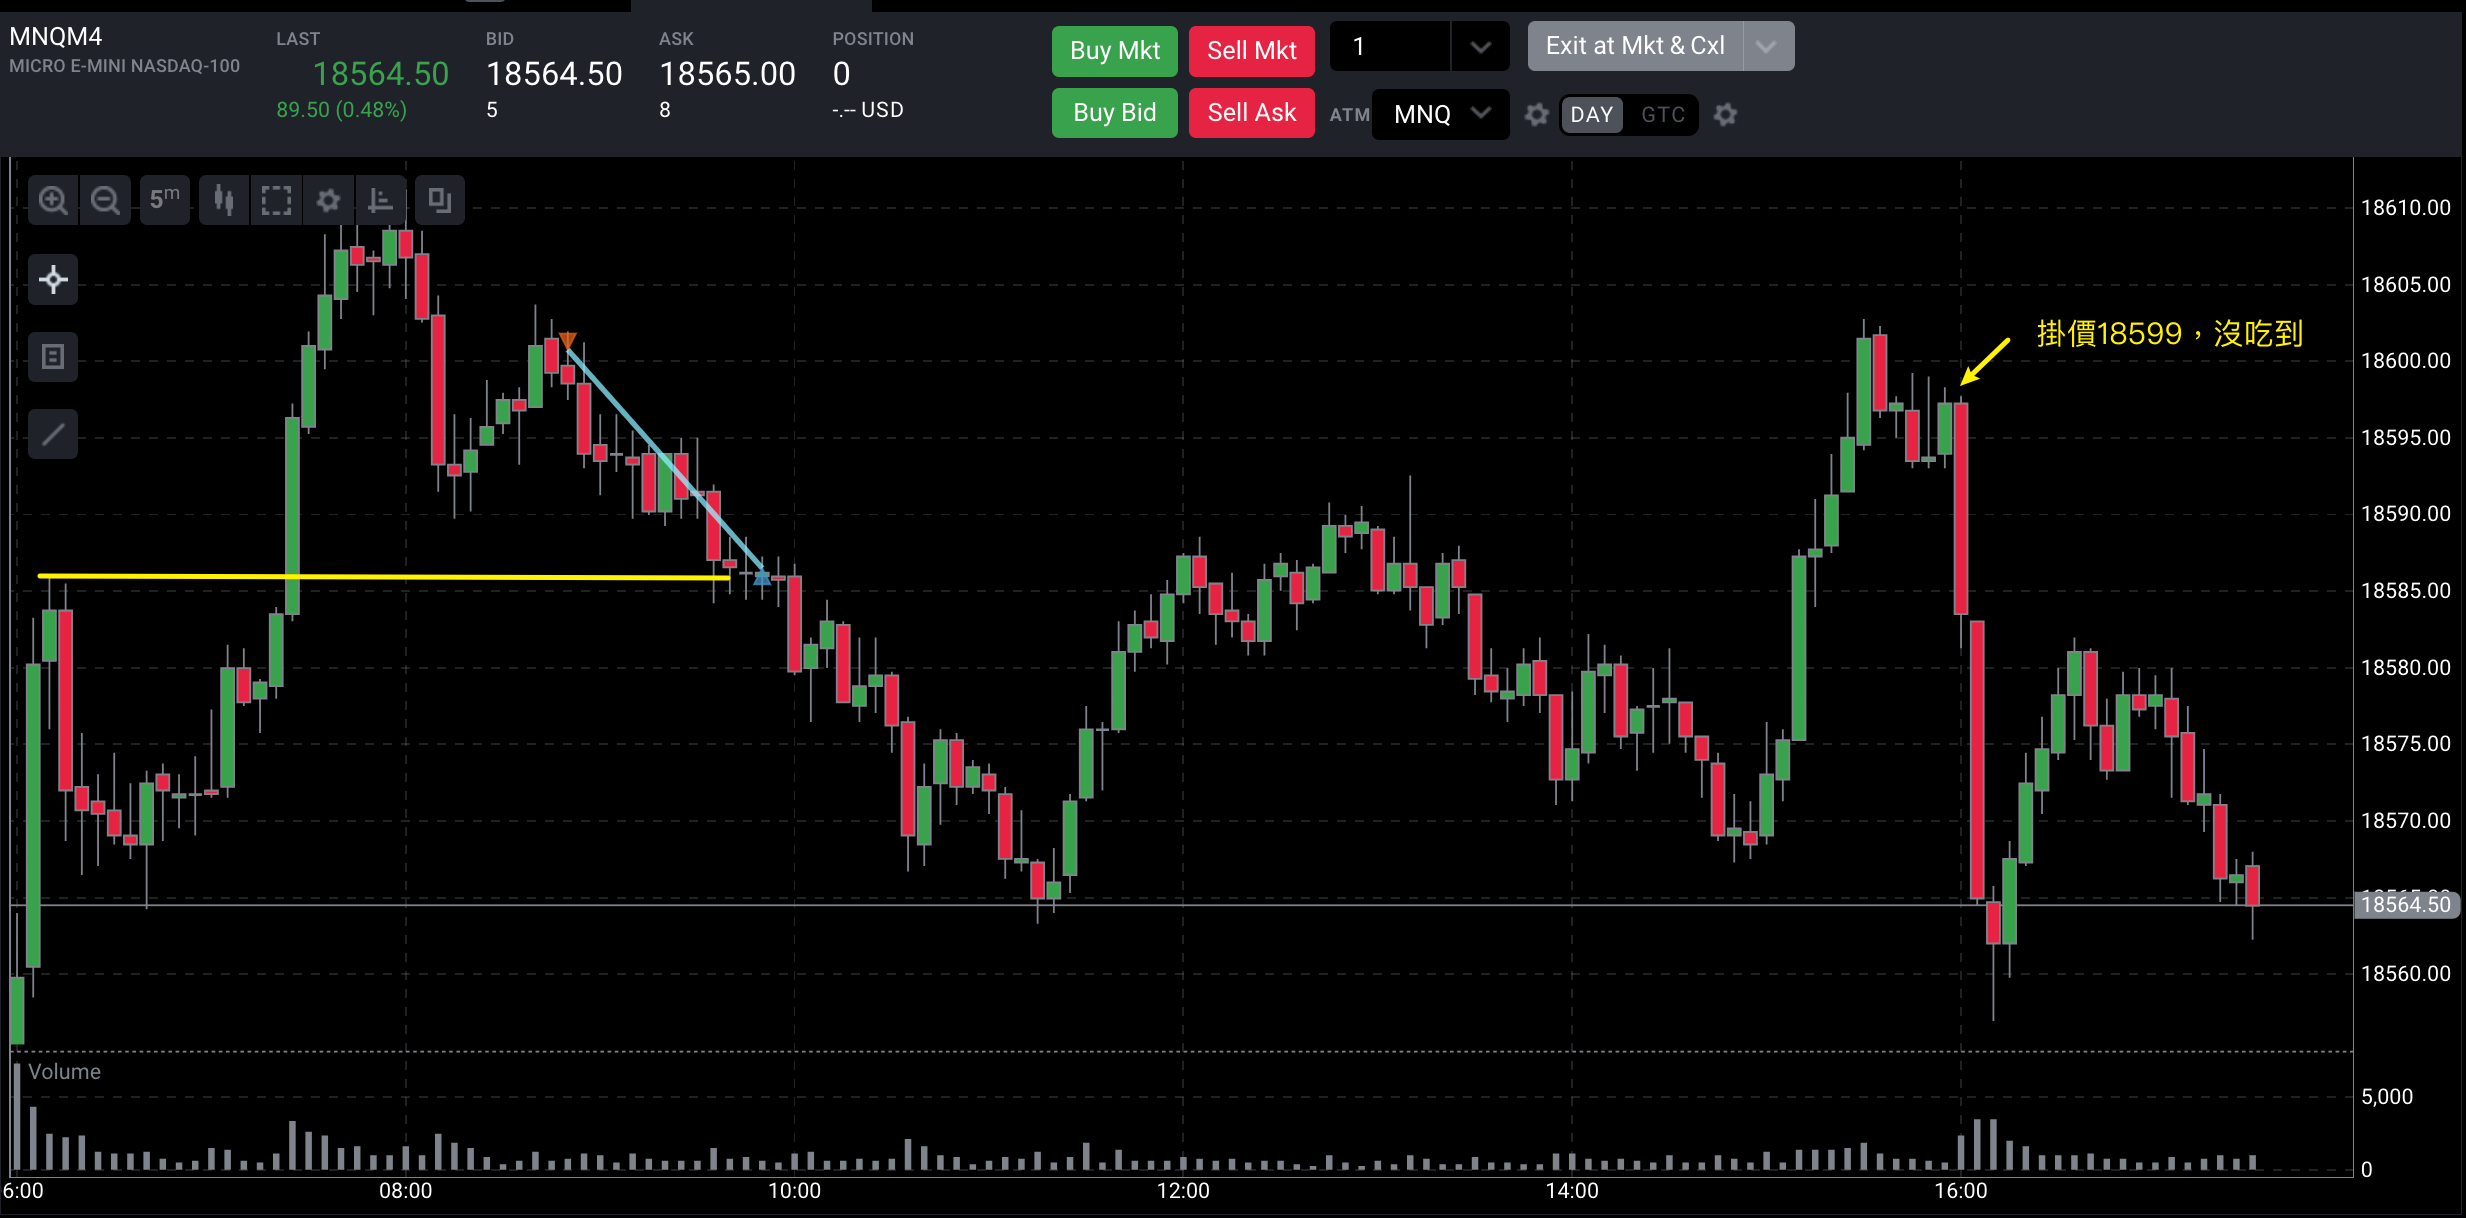 MNQM4
MICRO E-MINI NASDAQ-100
LAST
18564.50
89.50 (0.48%)
BID
18564.50
5
ASK
18565.00
8
POSITION
0
-.-- USD
Buy Mkt
Sell Mkt
1
Exit at Mkt & Cxl
Buy Bid
Sell Ask
ATM
MNQ
DAY
GTC
5m
掛價18599，沒吃到
18610.00
18605.00
18600.00
18595.00
18590.00
18585.00
18580.00
18575.00
18570.00
18565.00
18564.50
18560.00
Volume
5,000
0
6:00
08:00
10:00
12:00
14:00
16:00